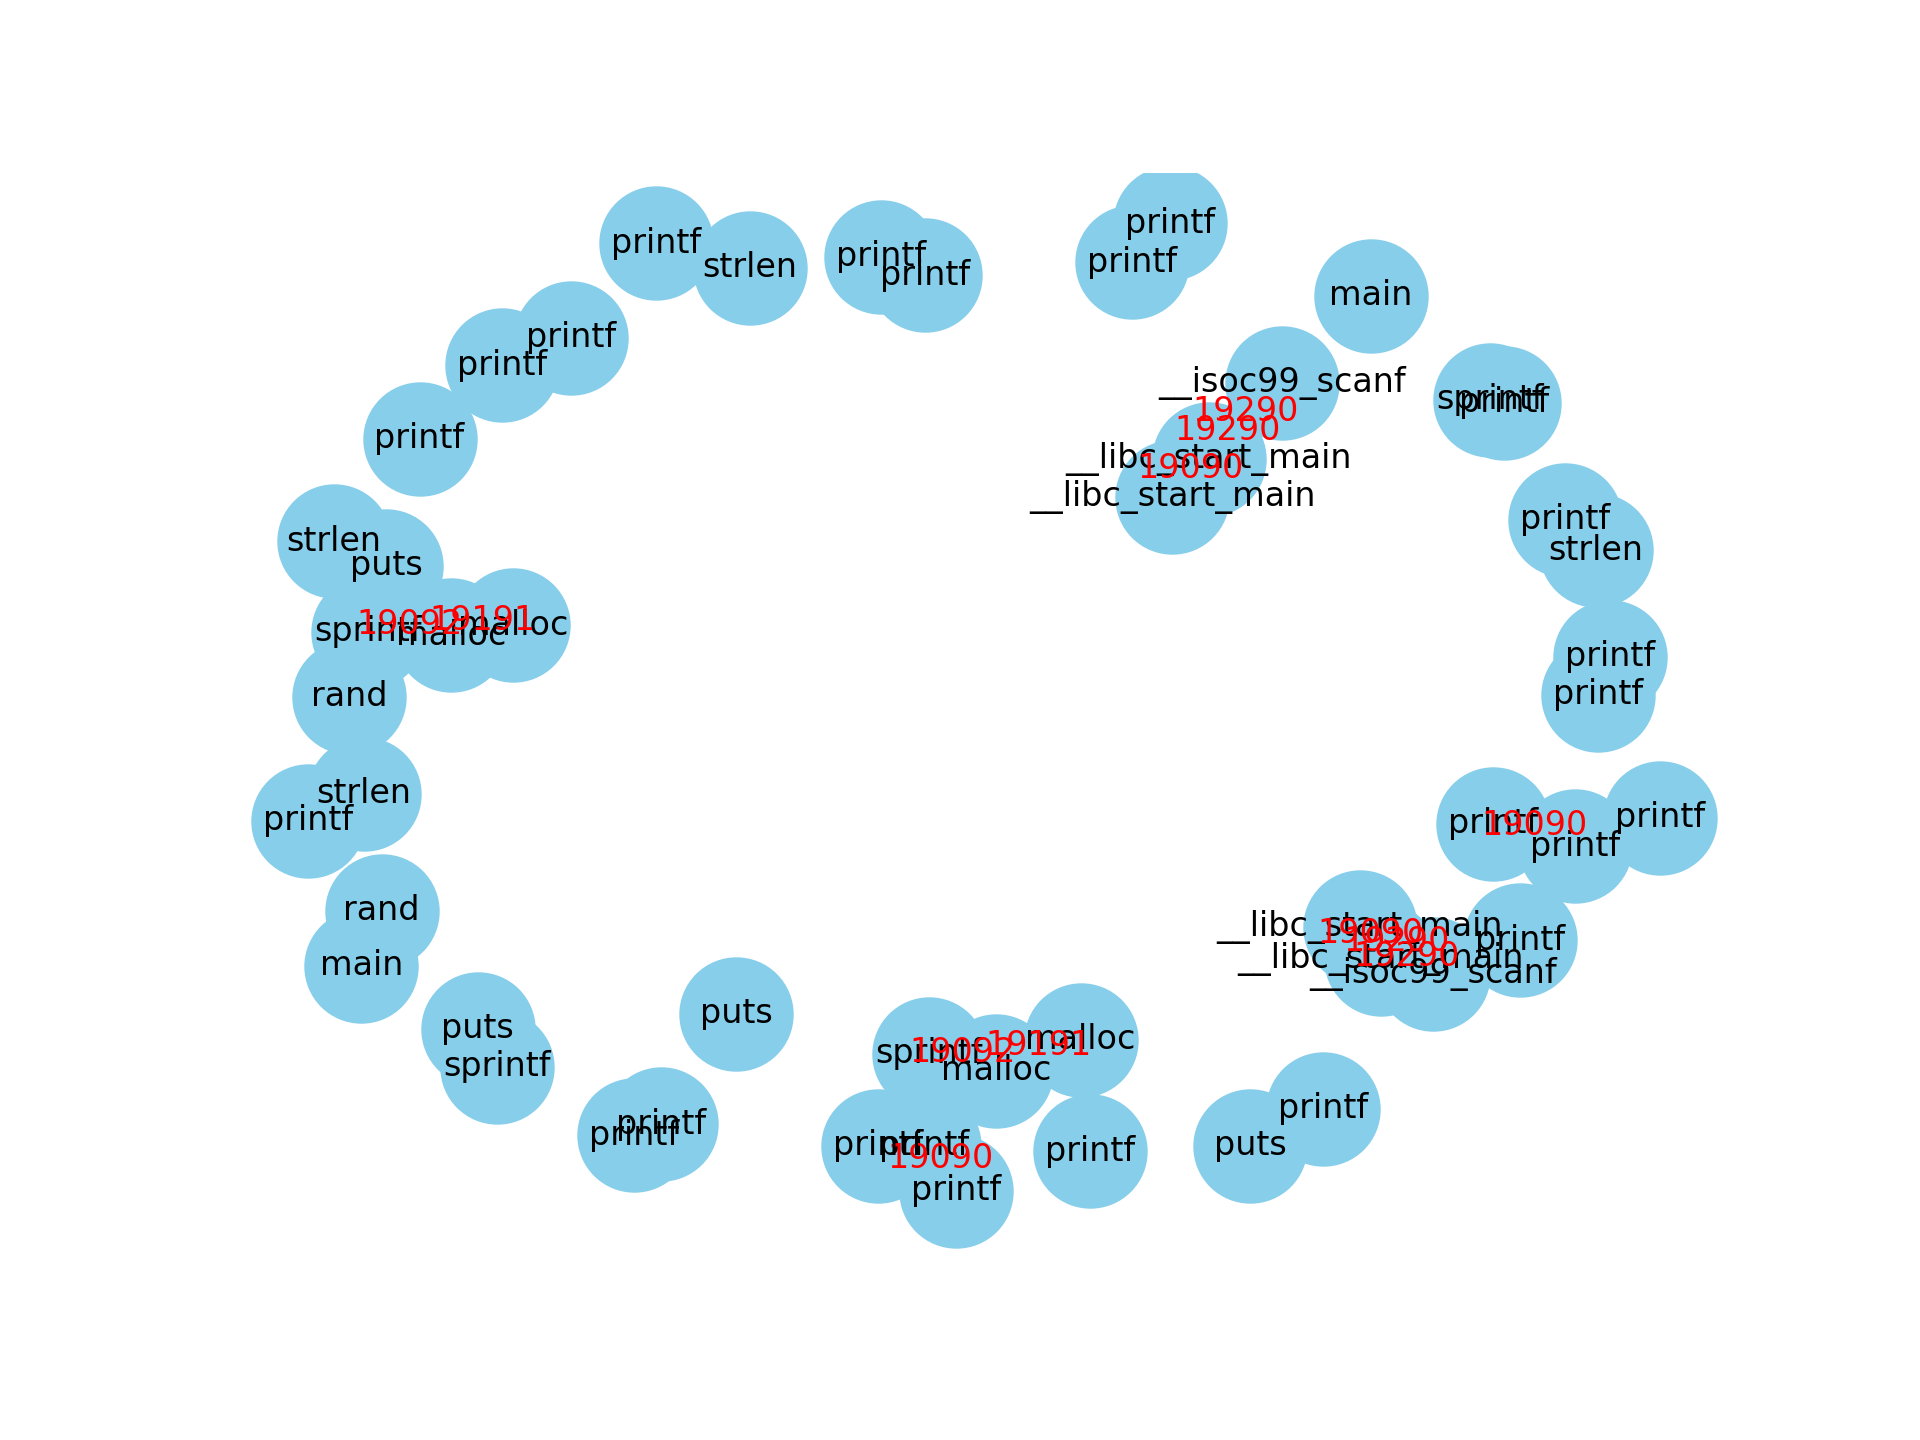 printf
printf
printf
strlen
printf
printf
main
printf
printf
__isoc99_scanf
sprintf
printf
19290
19290
printf
__libc_start_main
19090
__libc_start_main
printf
strlen
strlen
puts
malloc
19191
19092
sprintf
malloc
printf
rand
printf
strlen
printf
printf
19090
printf
printf
rand
__libc_start_main
19090
19290
printf
__libc_start_main
19290
__isoc99_scanf
main
puts
puts
malloc
19191
sprintf
19092
malloc
sprintf
printf
printf
printf
printf
printf
19090
printf
printf
puts
printf